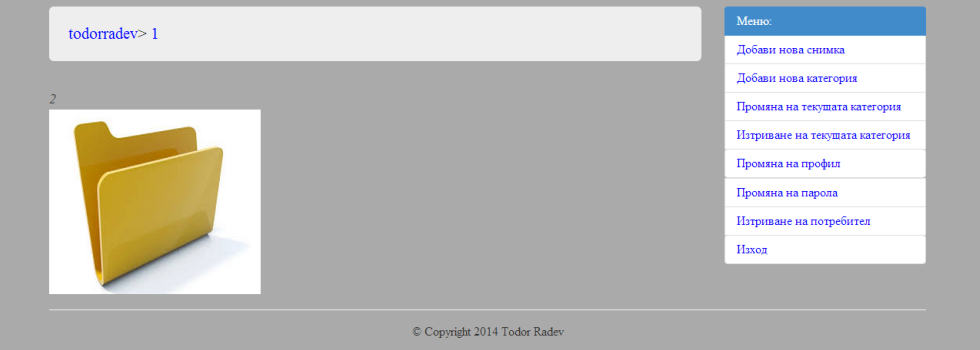 todorradev> 1
2
Меню:
Добави нова снимка
Добави нова категория
Промяна на текущата категория
Изтриване на текущата категория
Промяна на профил
Промяна на парола
Изтриване на потребител
Изход
© Copyright 2014 Todor Radev